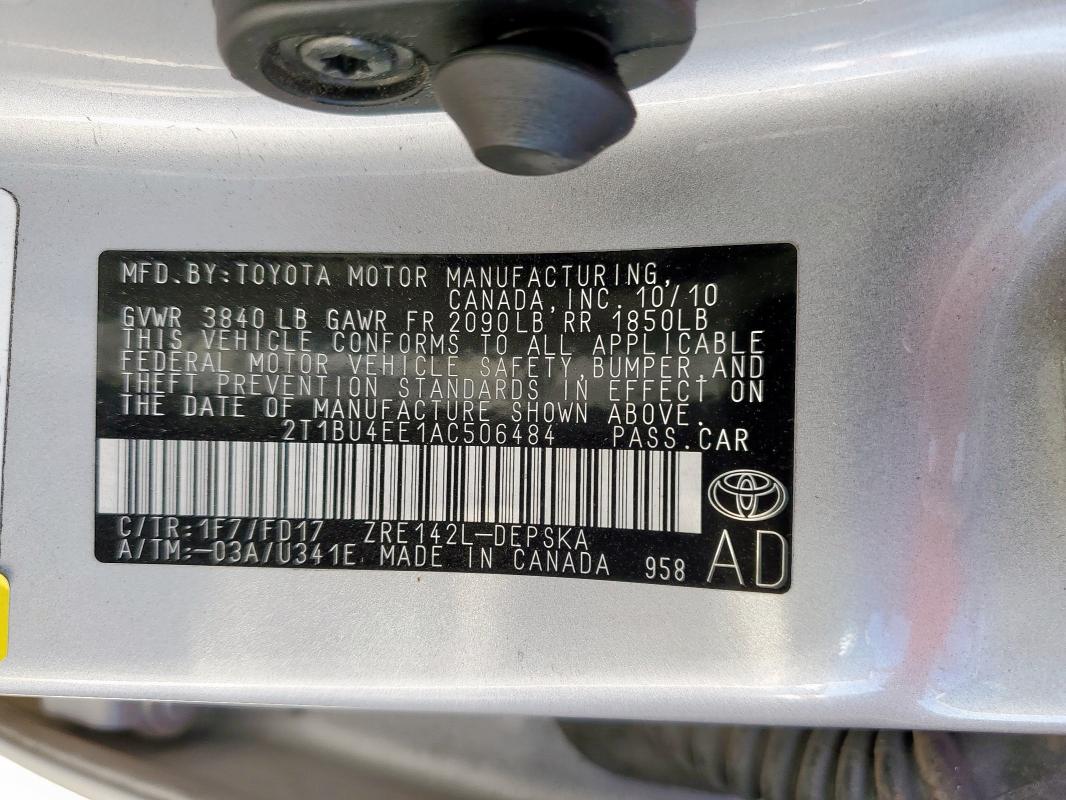 MFD.BY:TOYOTA MOTOR MANUFACTURING,
CANADA,INC. 10/10
GVWR 3840 LB GAWR FR 2090LB RR 1850LB
THIS VEHICLE CONFORMS TO ALL APPLICABLE
FEDERAL MOTOR VEHICLE SAFETY,BUMPER,AND
THEFT PREVENTION STANDARDS IN EFFECT ON
THE DATE OF MANUFACTURE SHOWN ABOVE.
2T1BU4EE1AC506484 PASS.CAR
C/TR:1F7/FD17 ZRE142L-DEPSKA
A/TM:-03A/U341E MADE IN CANADA 958 AD